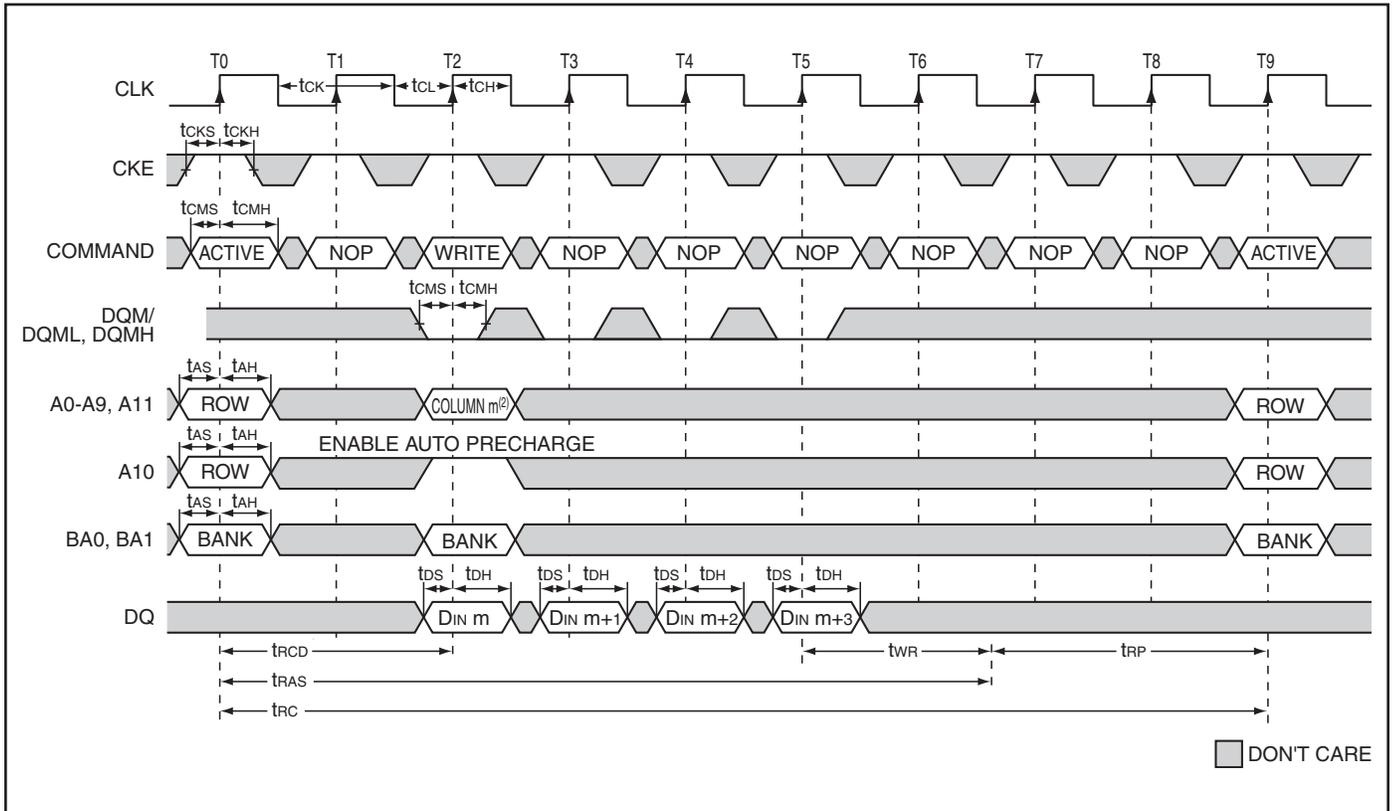 T0 T1 T2 T3 T4 T5 T6 T7 T8 T9
CLK tCK tCL tCH
tCKS tCKH
CKE
tCMS tCMH
COMMAND ACTIVE NOP WRITE NOP NOP NOP NOP NOP NOP ACTIVE
tCMS tCMH
DQM/
DQML, DQMH
tAS tAH
A0-A9, A11 ROW COLUMN m(2) ROW
tAS tAH ENABLE AUTO PRECHARGE
A10 ROW ROW
tAS tAH
BA0, BA1 BANK BANK BANK
tDS tDH tDS tDH tDS tDH tDS tDH
DQ DIN m DIN m+1 DIN m+2 DIN m+3
tRCD tWR tRP
tRAS
tRC
DON'T CARE